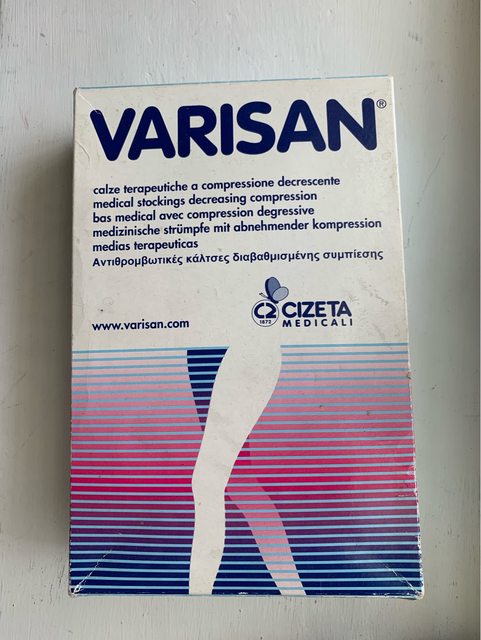 VARISAN®
calze terapeutiche a compressione decrescente
medical stockings decreasing compression
bas medical avec compression degressive
medizinische strümpfe mit abnehmender kompression
medias terapeuticas
Αντιθρομβωτικές κάλτσες διαβαθμισμένης συμπίεσης
www.varisan.com
C2 1872 CIZETA
MEDICALI